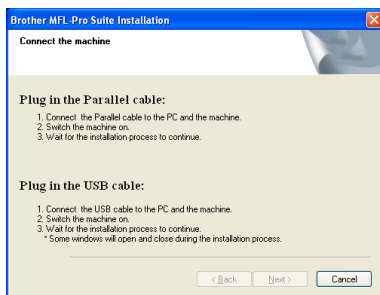 Brother MFL-Pro Suite Installation
Connect the machine
Plug in the Parallel cable:
1. Connect the Parallel cable to the PC and the machine.
2. Switch the machine on.
3. Wait for the installation process to continue.
Plug in the USB cable:
1. Connect the USB cable to the PC and the machine.
2. Switch the machine on.
3. Wait for the installation process to continue.
* Some windows will open and close during the installation process.
< Back Next > Cancel